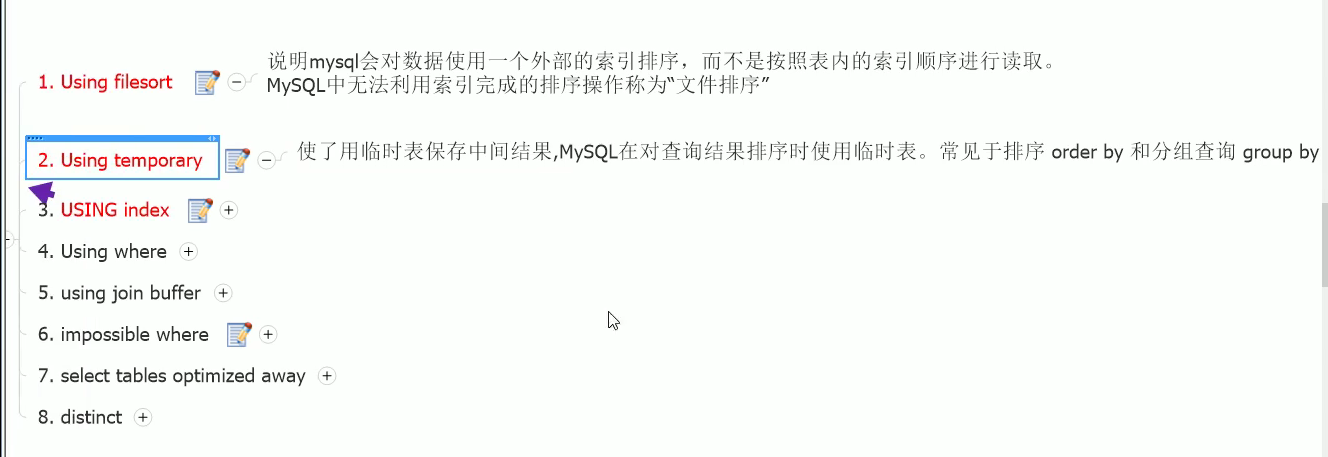 说明mysql会对数据使用一个外部的索引排序，而不是按照表内的索引顺序进行读取。
1. Using filesort
MySQL中无法利用索引完成的排序操作称为“文件排序”
2. Using temporary
使了用临时表保存中间结果,MySQL在对查询结果排序时使用临时表。常见于排序 order by 和分组查询 group by
3. USING index
4. Using where
5. using join buffer
6. impossible where
7. select tables optimized away
8. distinct